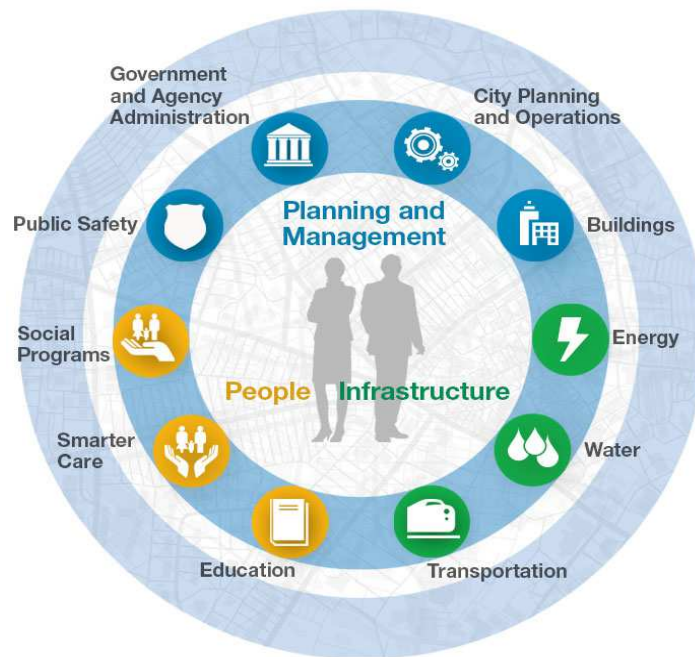 Government
and Agency
Administration
City Planning
and Operations
Public Safety
Planning and
Management
Buildings
Social
Programs
Energy
People
Infrastructure
Smarter
Care
Water
Education
Transportation